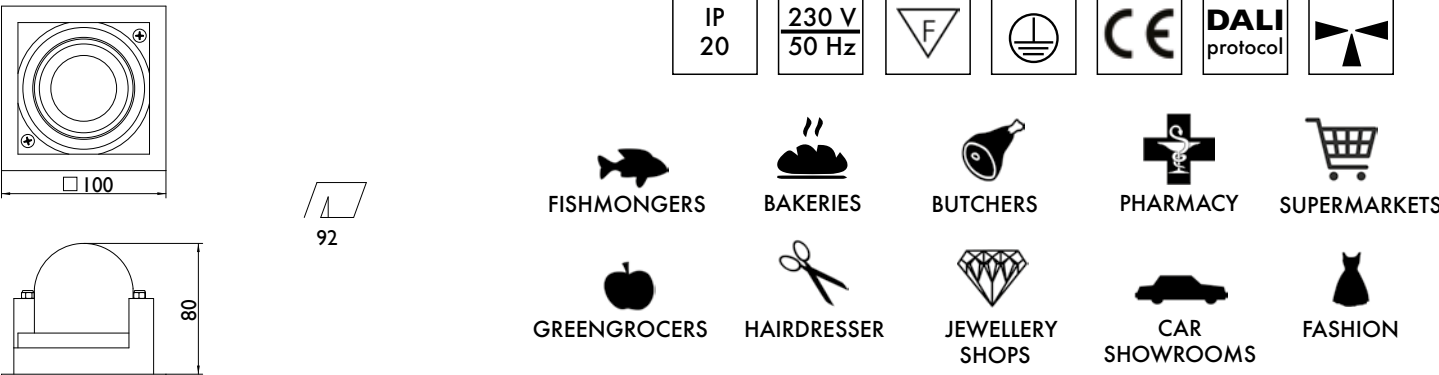 IP
20
230 V
50 Hz
F
CE
DALI
protocol
□100
FISHMONGERS
BAKERIES
BUTCHERS
PHARMACY
SUPERMARKETS
92
80
GREENGROCERS
HAIRDRESSER
JEWELLERY
SHOPS
CAR
SHOWROOMS
FASHION